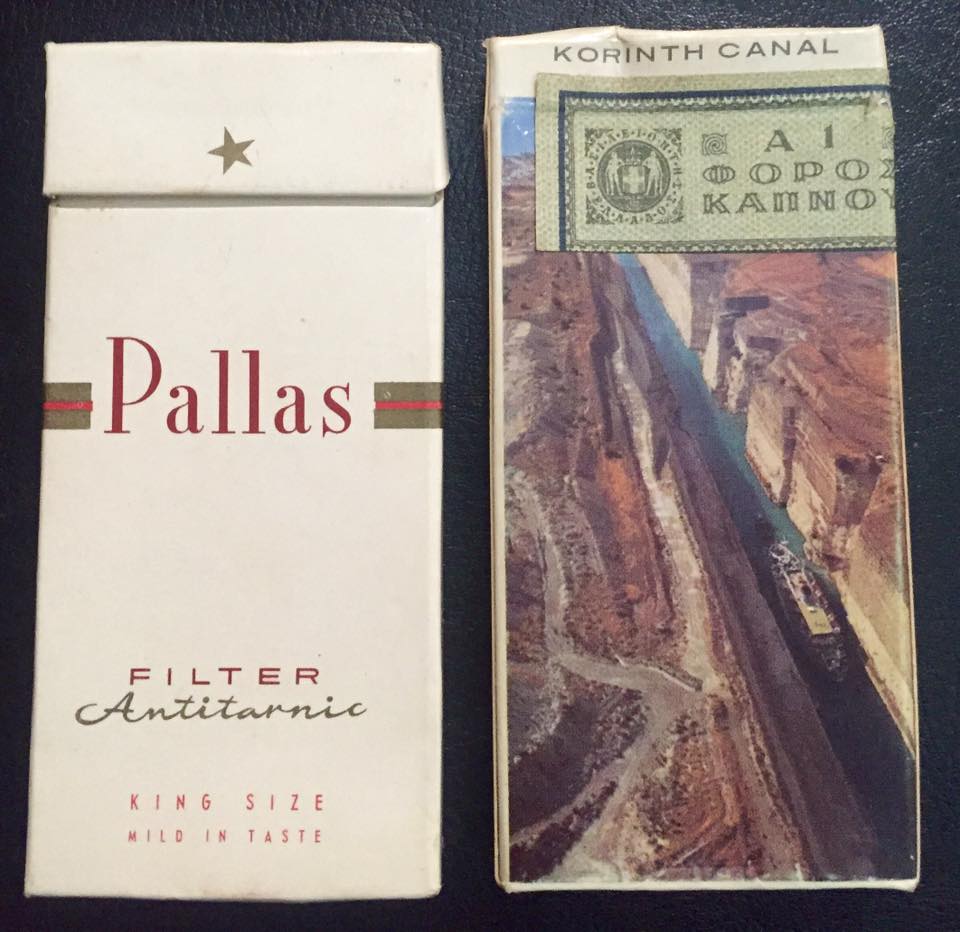 Pallas
FILTER
Antitarnic
KING SIZE
MILD IN TASTE
KORINTH CANAL
Α 1
ΦΟΡΟΣ
ΚΑΠΝΟΥ